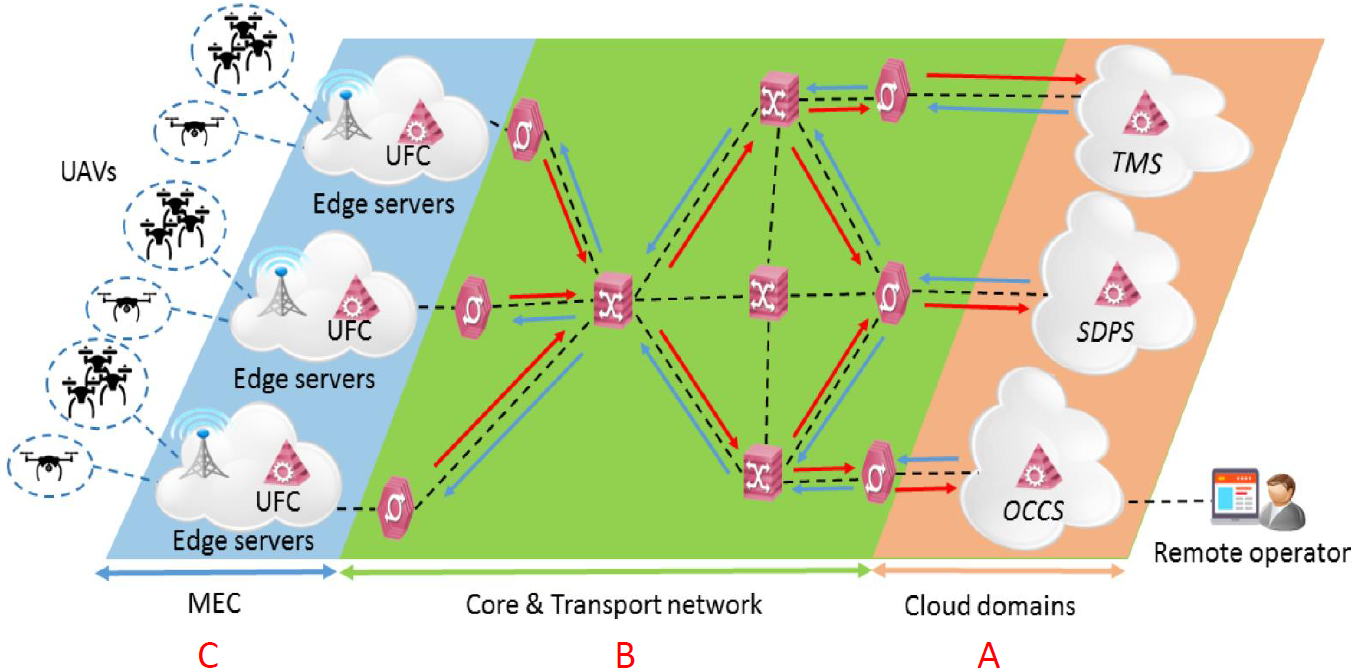 UAVs
UFC
Edge servers
UFC
Edge servers
UFC
Edge servers
TMS
SDPS
OCCS
Remote operator
MEC
Core & Transport network
Cloud domains
C
B
A